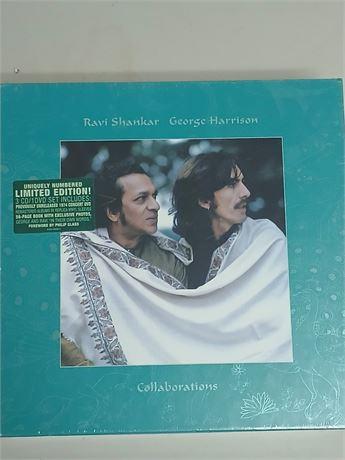 Ravi Shankar George Harrison
UNIQUELY NUMBERED
LIMITED EDITION!
3 CD/1DVD SET INCLUDES:
PREVIOUSLY UNRELEASED 1974 CONCERT DVD
REMASTERED ALBUMS IN REPLICA VINYL SLEEVES
56-PAGE BOOK WITH EXCLUSIVE PHOTOS,
GEORGE AND RAVI "IN THEIR OWN WORDS,"
FOREWORD BY PHILIP GLASS
Collaborations